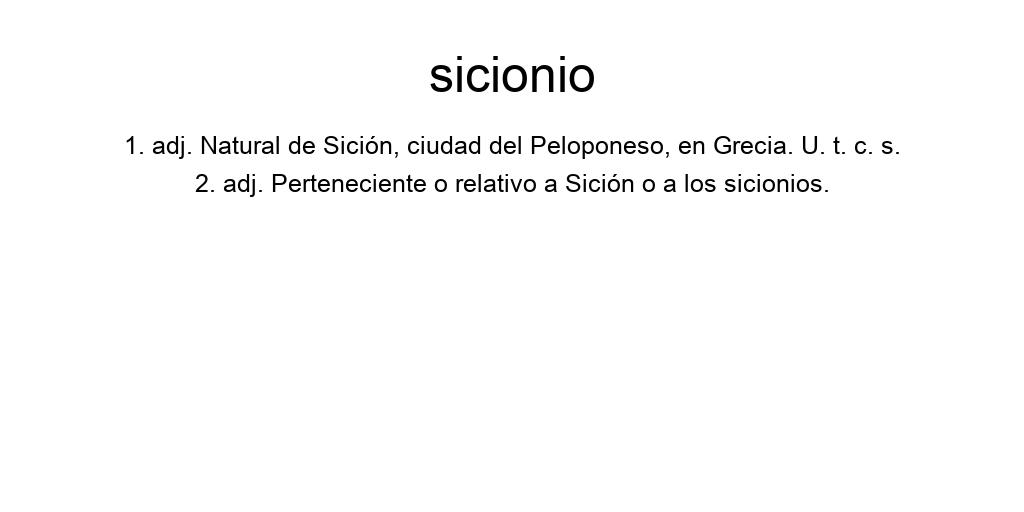 sicionio
1. adj. Natural de Sición, ciudad del Peloponeso, en Grecia. U. t. c. s.
2. adj. Perteneciente o relativo a Sición o a los sicionios.